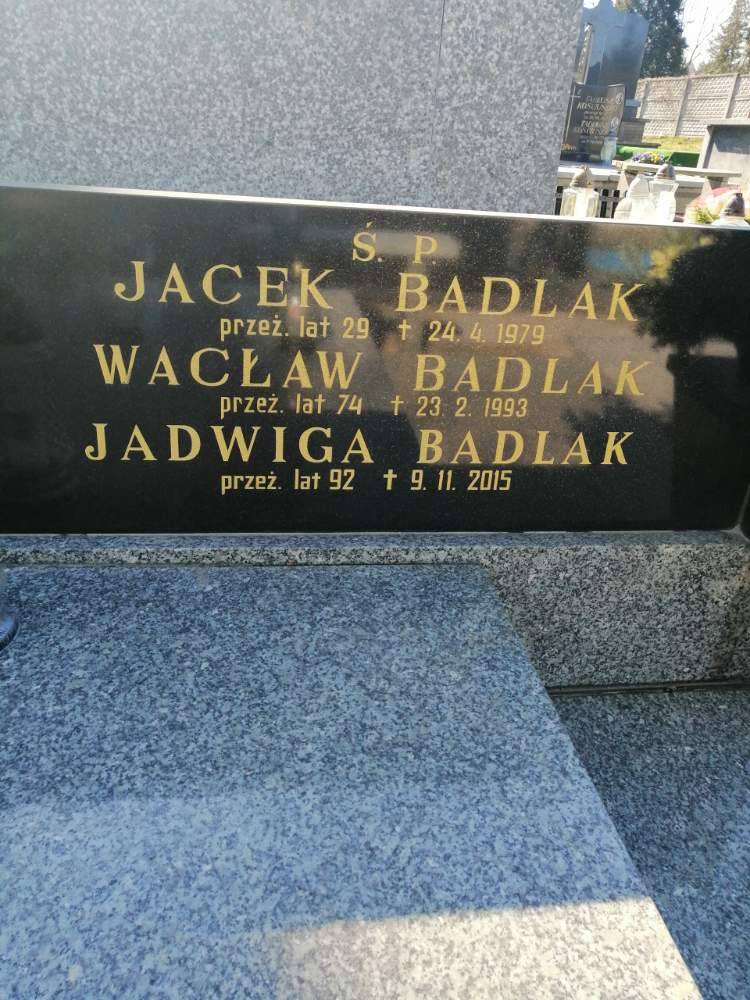 Ś. P.
JACEK BADLAK
przeż. lat 29 † 24. 4. 1979
WACŁAW BADLAK
przeż. lat 74 † 23. 2. 1993
JADWIGA BADLAK
przeż. lat 92 † 9. 11. 2015